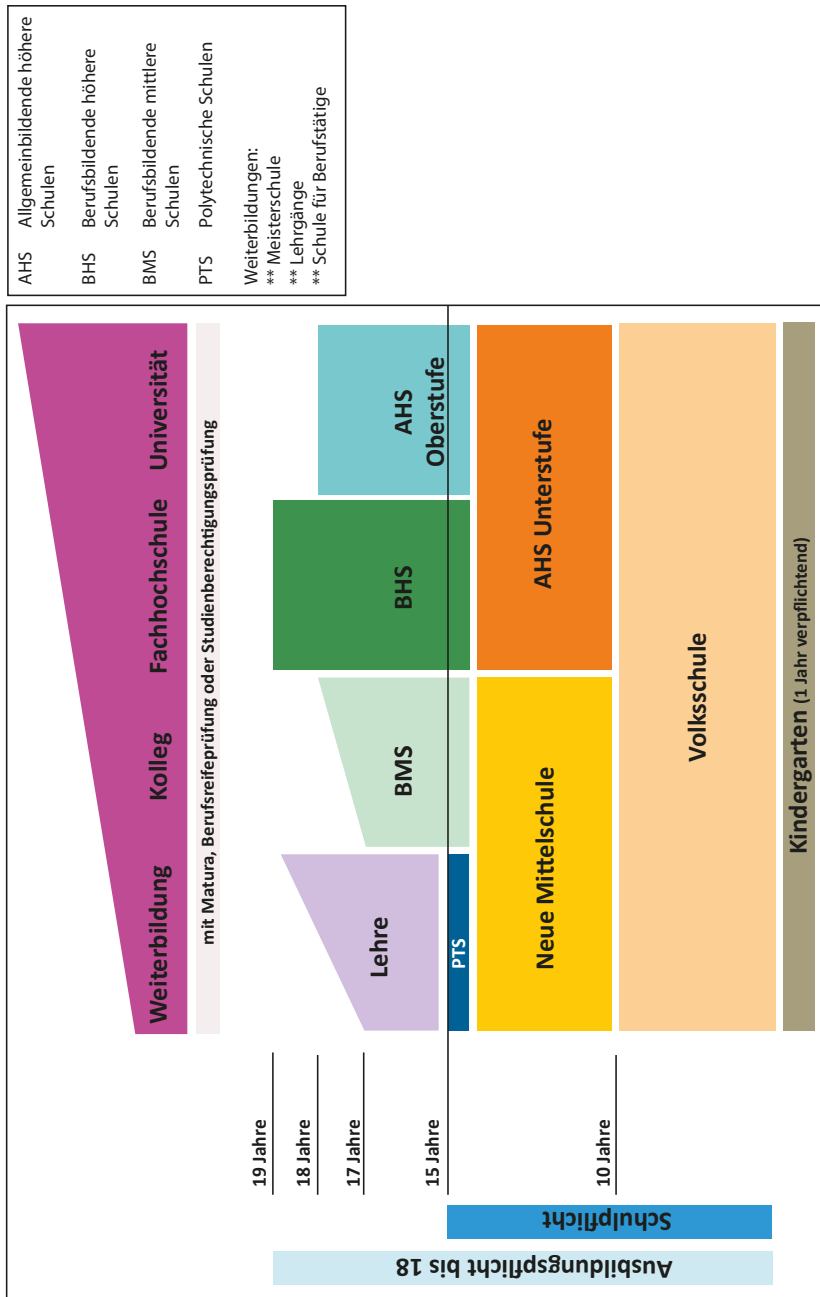 Weiterbildung Kolleg Fachhochschule Universität
mit Matura, Berufsreifeprüfung oder Studienberechtigungsprüfung
19 Jahre
18 Jahre
17 Jahre
15 Jahre
10 Jahre
Lehre
BMS
BHS
AHS
Oberstufe
PTS
Neue Mittelschule
AHS Unterstufe
Volksschule
Kindergarten (1 Jahr verpflichtend)
Ausbildungspflicht bis 18
Schulpflicht
AHS Allgemeinbildende höhere
Schulen
BHS Berufsbildende höhere
Schulen
BMS Berufsbildende mittlere
Schulen
PTS Polytechnische Schulen
Weiterbildungen:
** Meisterschule
** Lehrgänge
** Schule für Berufstätige